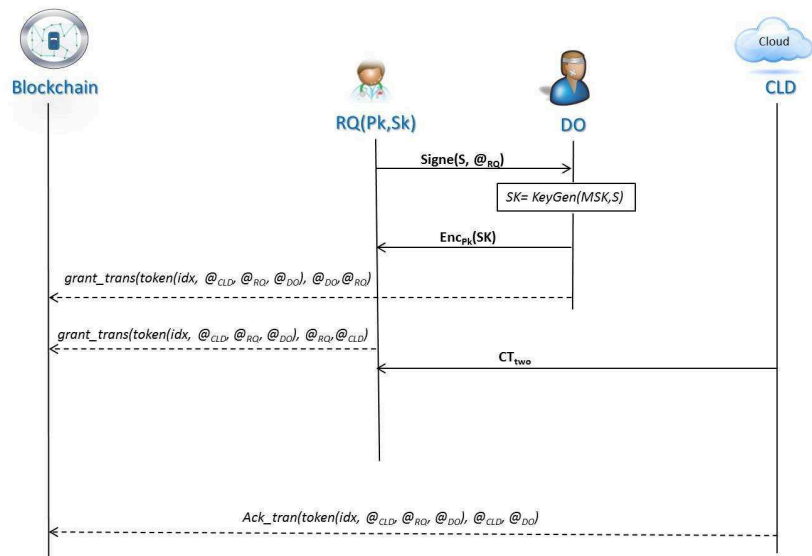 Cloud
Blockchain
CLD
RQ(Pk,Sk)
DO
Signe(S, @RQ)
SK= KeyGen(MSK,S)
EncPk(SK)
grant_trans(token(idx, @CLD, @RQ, @DO), @DO,@RQ)
grant_trans(token(idx, @CLD, @RQ, @DO), @RQ,@CLD)
CTtwo
Ack_tran(token(idx, @CLD, @RQ, @DO), @CLD, @DO)